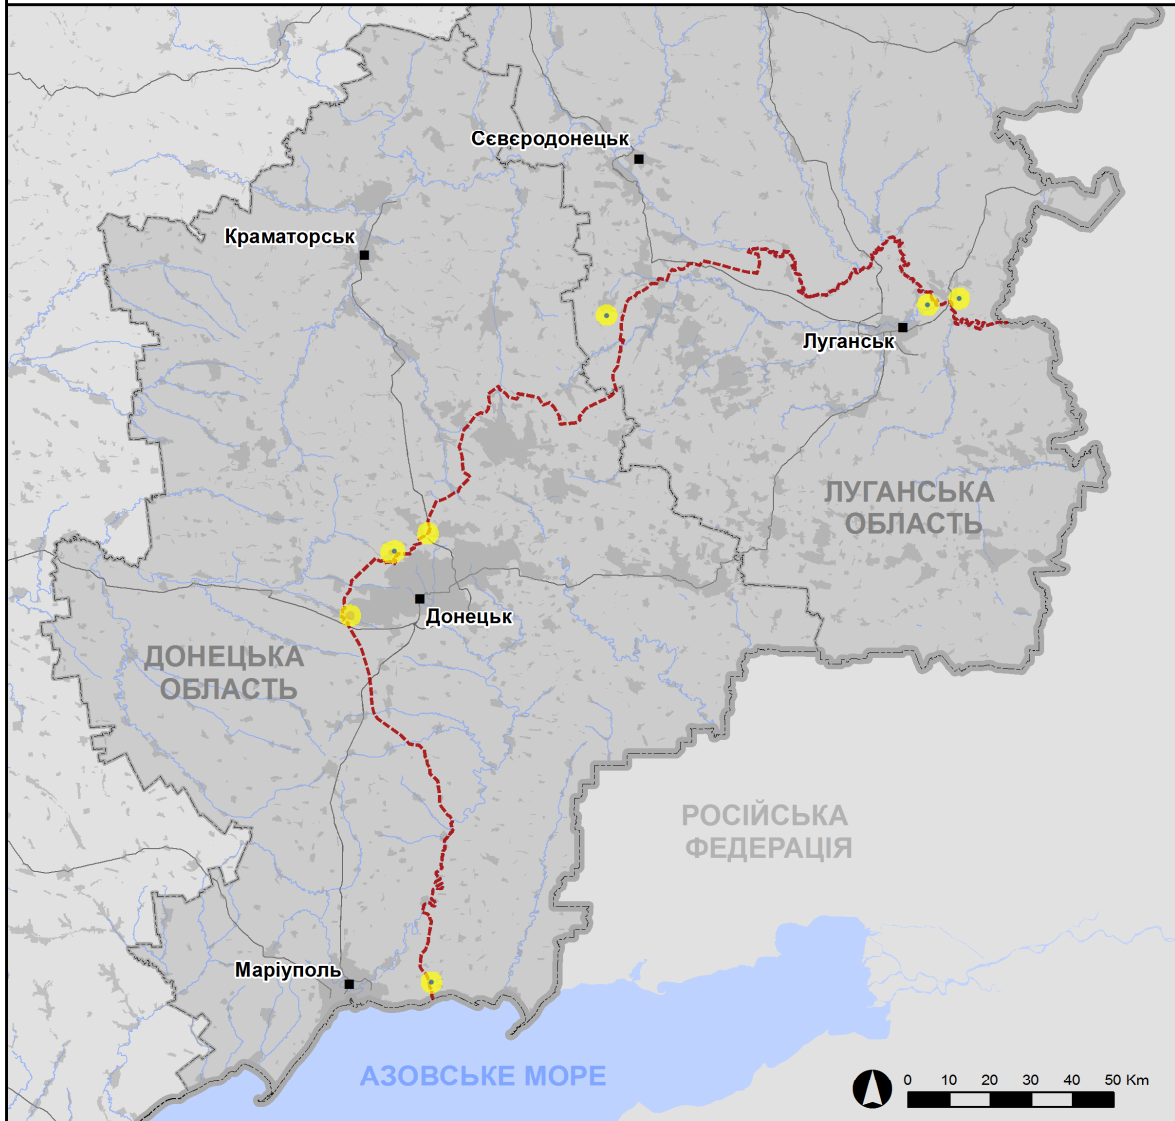 Сєвєродонецьк
Краматорськ
Луганськ
ЛУГАНСЬКА
ОБЛАСТЬ
Донецьк
ДОНЕЦЬКА
ОБЛАСТЬ
РОСІЙСЬКА
ФЕДЕРАЦІЯ
Маріуполь
АЗОВСЬКЕ МОРЕ
0 10 20 30 40 50 Km